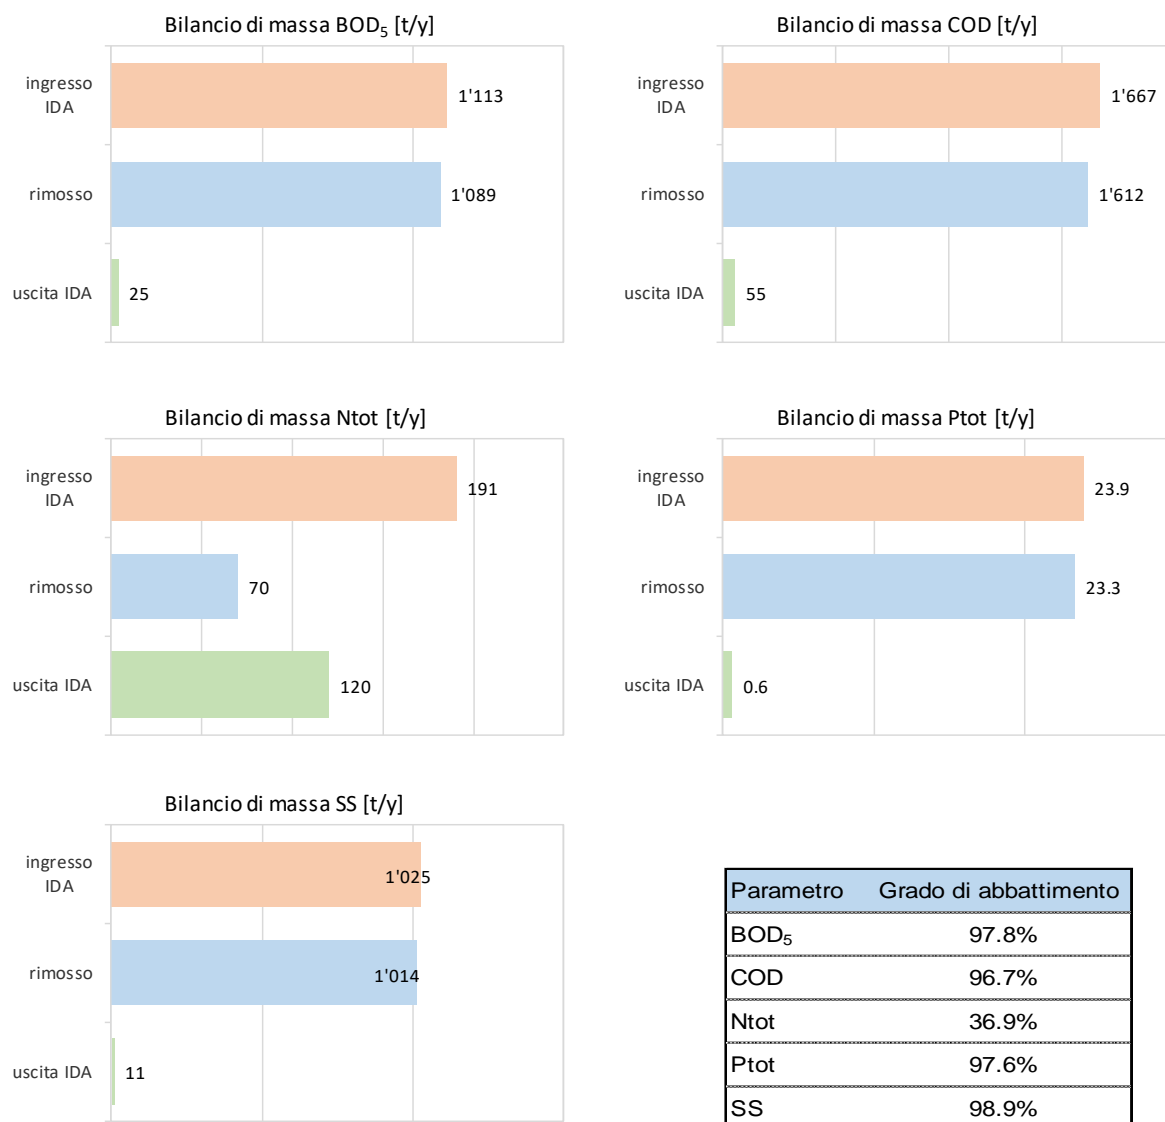 Bilancio di massa BOD₅ [t/y]
ingresso
IDA
1'113
rimosso
1'089
uscita IDA
25
Bilancio di massa COD [t/y]
ingresso
IDA
1'667
rimosso
1'612
uscita IDA
55
Bilancio di massa Ntot [t/y]
ingresso
IDA
191
rimosso
70
uscita IDA
120
Bilancio di massa Ptot [t/y]
ingresso
IDA
23.9
rimosso
23.3
uscita IDA
0.6
Bilancio di massa SS [t/y]
ingresso
IDA
1'025
rimosso
1'014
uscita IDA
11
Parametro Grado di abbattimento
BOD₅ 97.8%
COD 96.7%
Ntot 36.9%
Ptot 97.6%
SS 98.9%